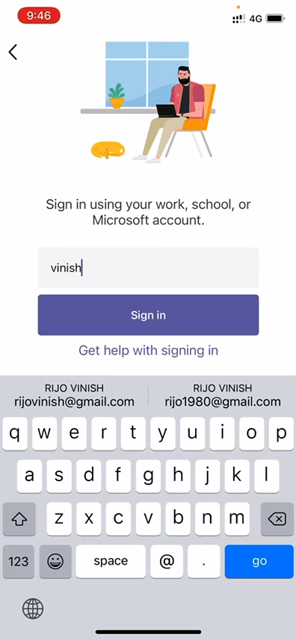 9:46
4G
Sign in using your work, school, or
Microsoft account.
vinish
Sign in
Get help with signing in
RIJO VINISH
rijovinish@gmail.com
RIJO VINISH
rijo1980@gmail.com
q w e r t y u i o p
a s d f g h j k l
z x c v b n m
123 space @ . go